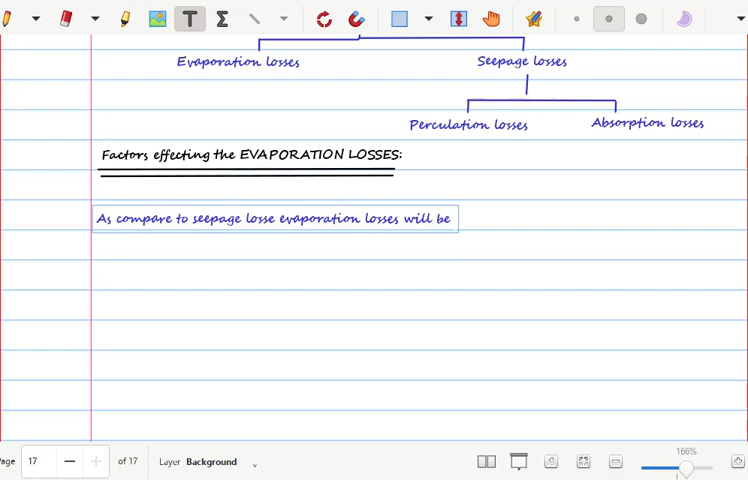 Evaporation losses
Seepage losses
Perculation losses
Absorption losses
Factors effecting the EVAPORATION LOSSES:
As compare to seepage losse evaporation losses will be
166%
Page 17 of 17 Layer Background